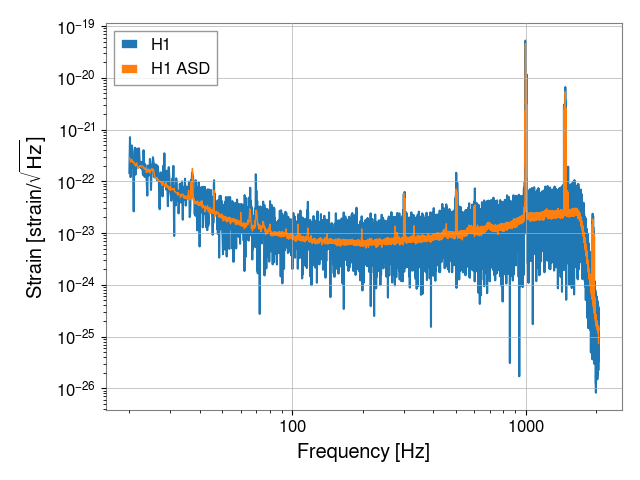 10⁻¹⁹
10⁻²⁰
10⁻²¹
10⁻²²
10⁻²³
10⁻²⁴
10⁻²⁵
10⁻²⁶
Strain [strain/√Hz]
H1
H1 ASD
100
1000
Frequency [Hz]